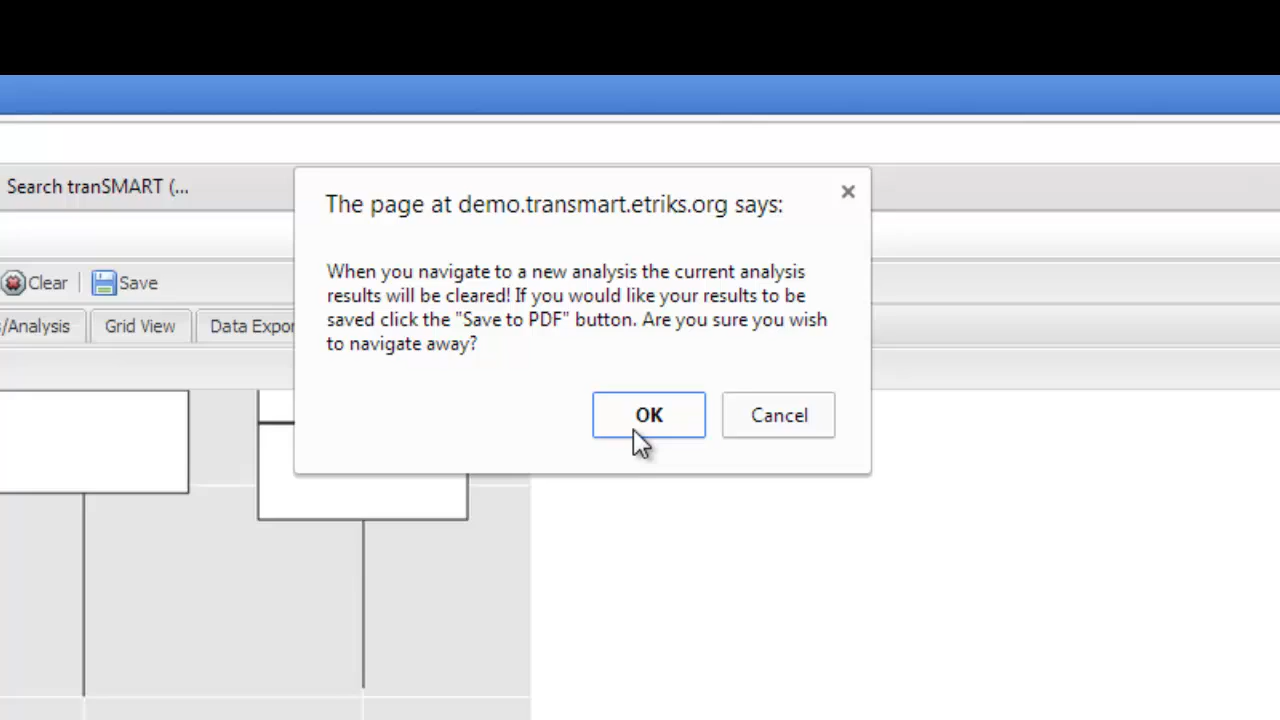 Search tranSMART (...
The page at demo.transmart.etriks.org says:
When you navigate to a new analysis the current analysis
results will be cleared! If you would like your results to be
saved click the "Save to PDF" button. Are you sure you wish
to navigate away?
Clear
Save
/Analysis
Grid View
Data Expor
OK
Cancel